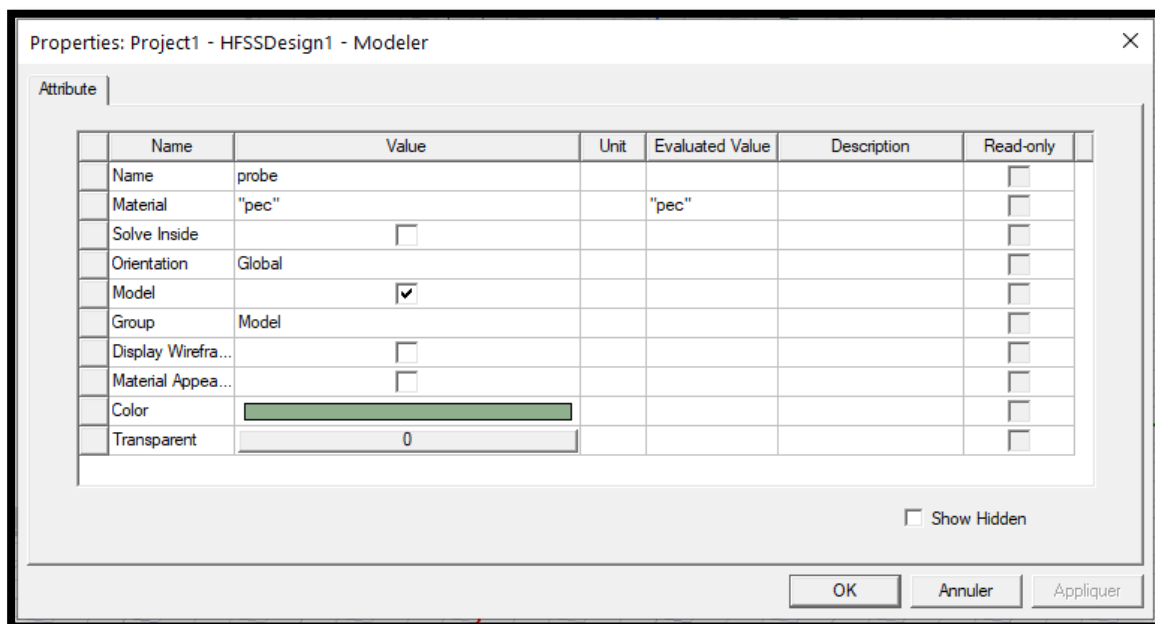 Properties: Project1 - HFSSDesign1 - Modeler
Attribute
Name Value Unit Evaluated Value Description Read-only
Name probe
Material "pec" "pec"
Solve Inside
Orientation Global
Model
Group Model
Display Wirefra...
Material Appea...
Color
Transparent 0
Show Hidden
OK Annuler Appliquer